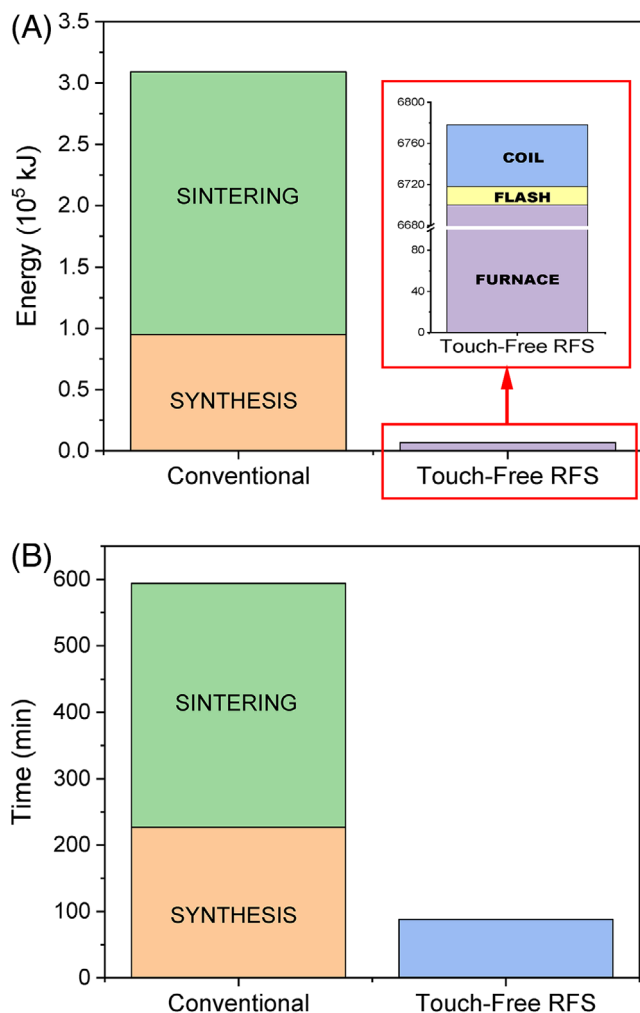 (A)
Energy (10⁵ kJ)
3.5
3.0
2.5
2.0
1.5
1.0
0.5
0.0
SINTERING
SYNTHESIS
6800
6760
6720
6680
80
40
0
COIL
FLASH
FURNACE
Touch-Free RFS
Conventional
Touch-Free RFS
(B)
Time (min)
600
500
400
300
200
100
0
SINTERING
SYNTHESIS
Conventional
Touch-Free RFS